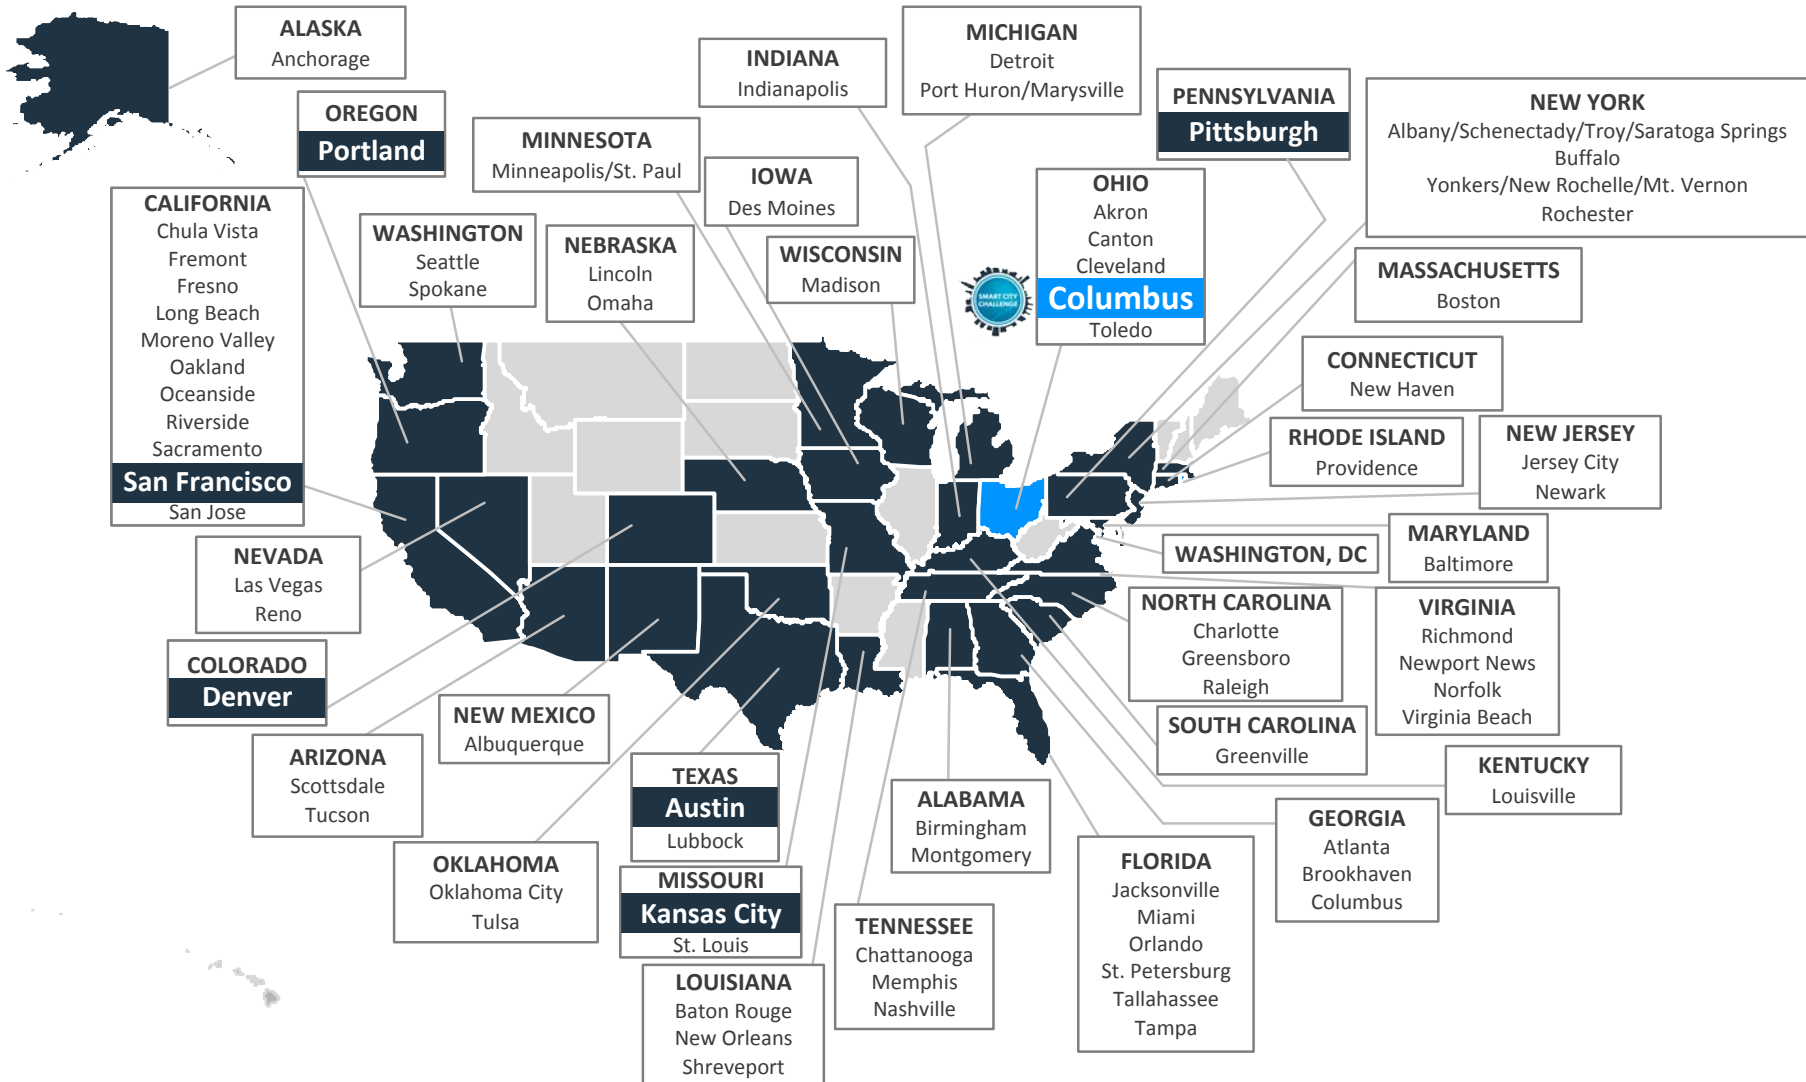 ALASKA
Anchorage
OREGON
Portland
CALIFORNIA
Chula Vista
Fremont
Fresno
Long Beach
Moreno Valley
Oakland
Oceanside
Riverside
Sacramento
San Francisco
San Jose
WASHINGTON
Seattle
Spokane
MINNESOTA
Minneapolis/St. Paul
NEBRASKA
Lincoln
Omaha
IOWA
Des Moines
INDIANA
Indianapolis
WISCONSIN
Madison
MICHIGAN
Detroit
Port Huron/Marysville
SMART CITY
CHALLENGE
OHIO
Akron
Canton
Cleveland
Columbus
Toledo
PENNSYLVANIA
Pittsburgh
NEW YORK
Albany/Schenectady/Troy/Saratoga Springs
Buffalo
Yonkers/New Rochelle/Mt. Vernon
Rochester
MASSACHUSETTS
Boston
CONNECTICUT
New Haven
RHODE ISLAND
Providence
NEW JERSEY
Jersey City
Newark
MARYLAND
Baltimore
WASHINGTON, DC
VIRGINIA
Richmond
Newport News
Norfolk
Virginia Beach
NORTH CAROLINA
Charlotte
Greensboro
Raleigh
SOUTH CAROLINA
Greenville
KENTUCKY
Louisville
GEORGIA
Atlanta
Brookhaven
Columbus
FLORIDA
Jacksonville
Miami
Orlando
St. Petersburg
Tallahassee
Tampa
ALABAMA
Birmingham
Montgomery
TENNESSEE
Chattanooga
Memphis
Nashville
LOUISIANA
Baton Rouge
New Orleans
Shreveport
MISSOURI
Kansas City
St. Louis
TEXAS
Austin
Lubbock
OKLAHOMA
Oklahoma City
Tulsa
NEW MEXICO
Albuquerque
ARIZONA
Scottsdale
Tucson
COLORADO
Denver
NEVADA
Las Vegas
Reno